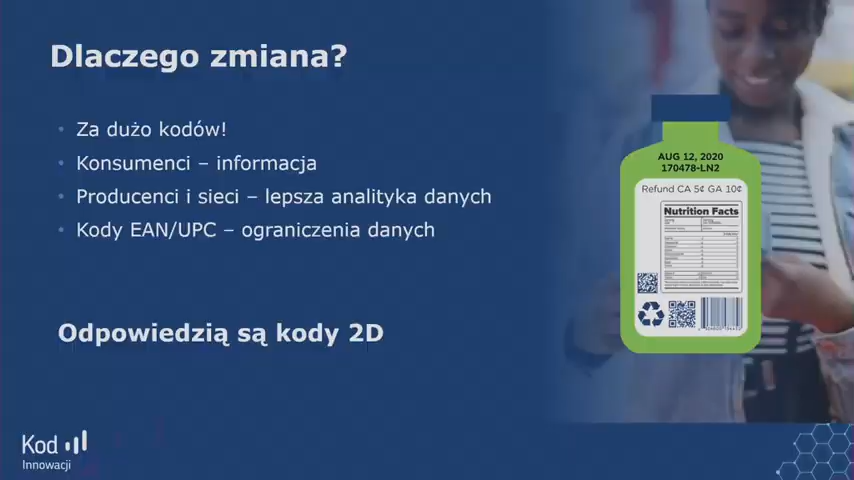 Dlaczego zmiana?
• Za dużo kodów!
• Konsumenci – informacja
• Producenci i sieci – lepsza analityka danych
• Kody EAN/UPC – ograniczenia danych
Odpowiedzią są kody 2D
AUG 12, 2020
170478-LN2
Refund CA 5¢ GA 10¢
Nutrition Facts
Kod
Innowacji